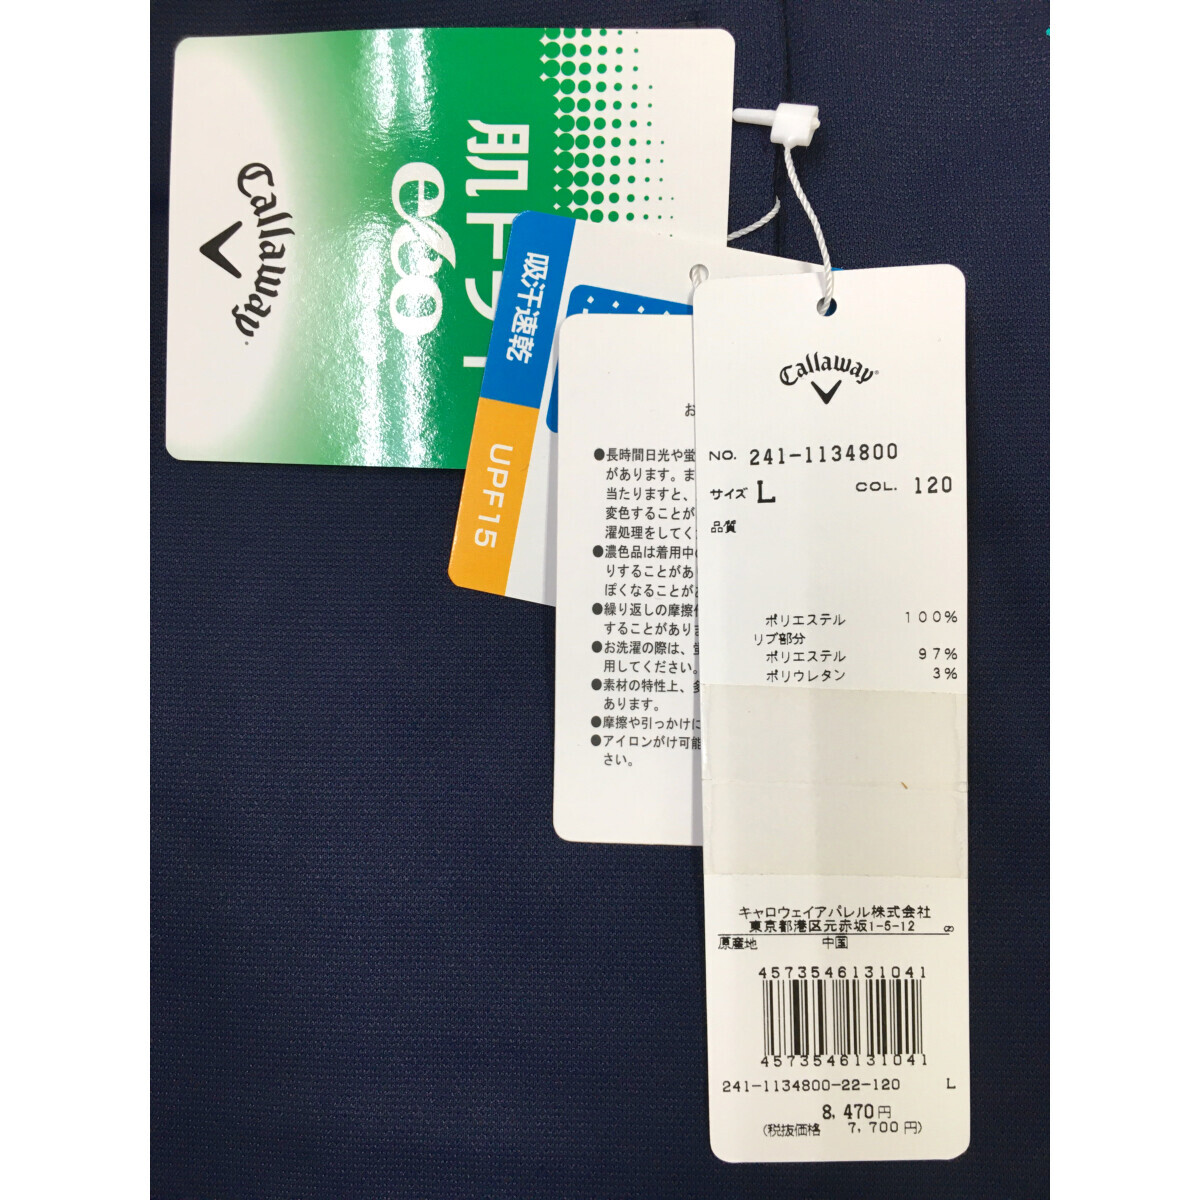 Callaway
肌ドライ
eco
吸汗速乾
UPF15
お
●長時間日光や蛍
があります。ま
当たりますと、
変色することが
濯処理をしてく
●濃色品は着用中
りすることがあ
ぽくなることが
●繰り返しの摩擦
することがあり
●お洗濯の際は、
用してください。
●素材の特性上、
あります。
●摩擦や引っかけに
●アイロンがけ可能
さい。
Callaway
NO. 241-1134800
サイズ L COL. 120
品質
ポリエステル 100%
リブ部分
ポリエステル 97%
ポリウレタン 3%
キャロウェイアパレル株式会社
東京都港区元赤坂1-5-12
原産地 中国
4573546131041
4573546131041
241-1134800-22-120 L
8,470円
(税抜価格 7,700円)